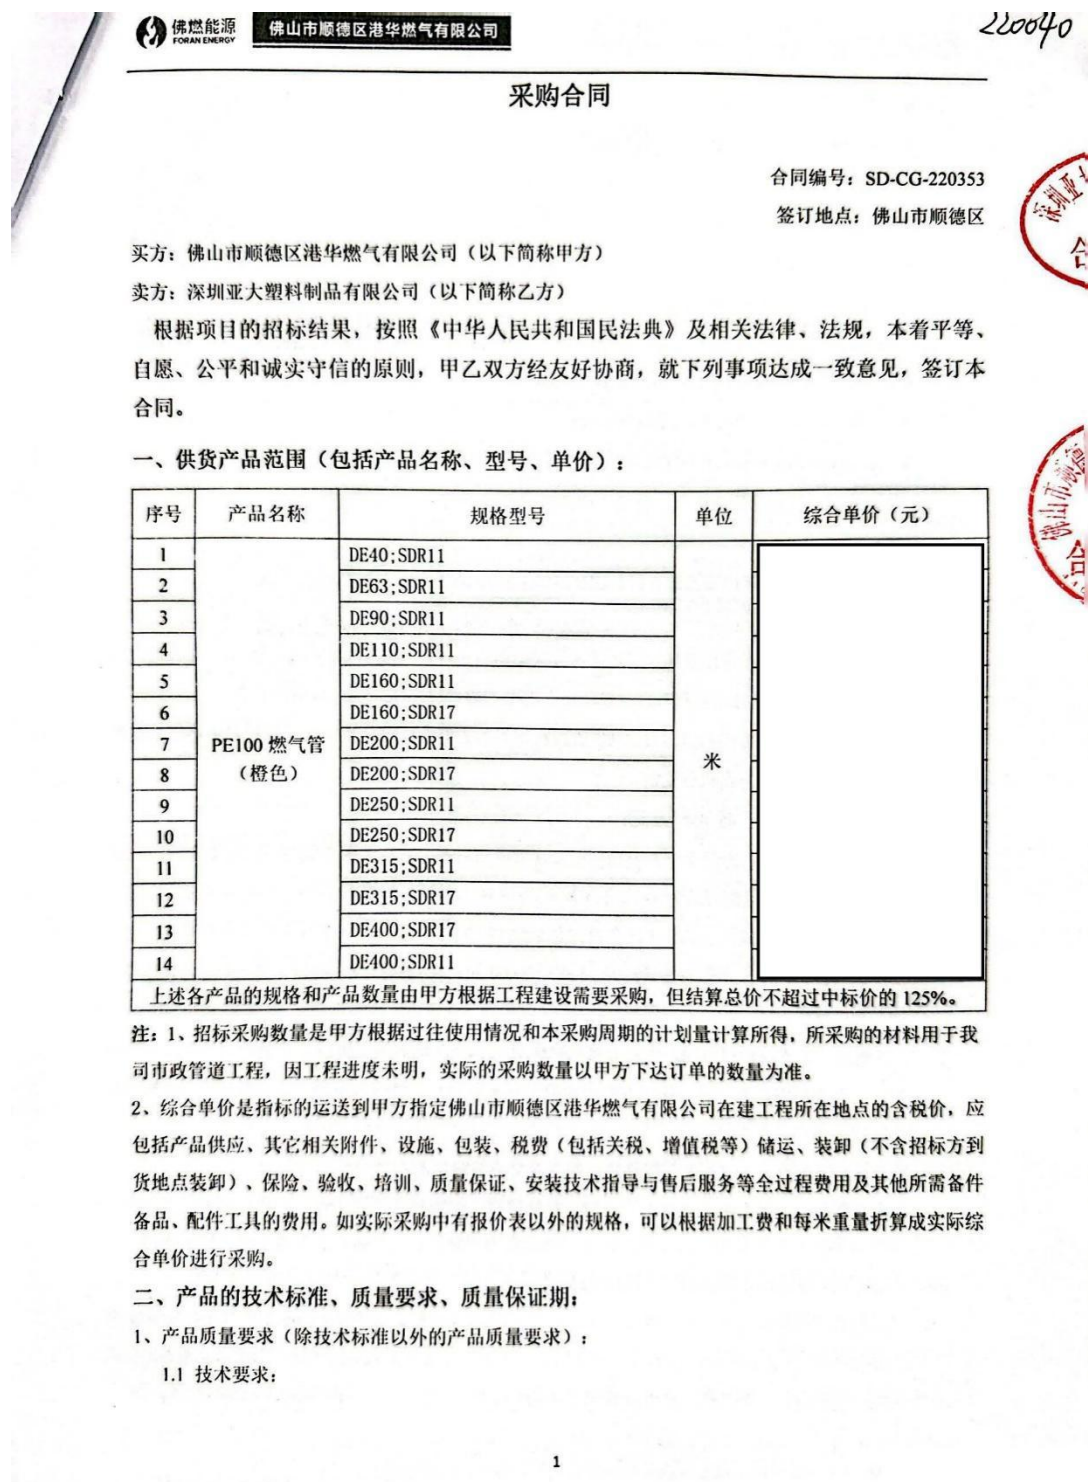 佛燃能源
FORAN ENERGY
佛山市顺德区港华燃气有限公司
220040
采购合同
合同编号：SD-CG-220353
签订地点：佛山市顺德区
买方：佛山市顺德区港华燃气有限公司（以下简称甲方）
卖方：深圳亚大塑料制品有限公司（以下简称乙方）
根据项目的招标结果，按照《中华人民共和国民法典》及相关法律、法规，本着平等、
自愿、公平和诚实守信的原则，甲乙双方经友好协商，就下列事项达成一致意见，签订本
合同。
一、供货产品范围（包括产品名称、型号、单价）：
序号 产品名称 规格型号 单位 综合单价（元）
1 DE40;SDR11
2 DE63;SDR11
3 DE90;SDR11
4 DE110;SDR11
5 DE160;SDR11
6 DE160;SDR17
7 PE100 燃气管 DE200;SDR11 米
8 （橙色） DE200;SDR17
9 DE250;SDR11
10 DE250;SDR17
11 DE315;SDR11
12 DE315;SDR17
13 DE400;SDR17
14 DE400;SDR11
上述各产品的规格和产品数量由甲方根据工程建设需要采购，但结算总价不超过中标价的 125%。
注：1、招标采购数量是甲方根据过往使用情况和本采购周期的计划量计算所得，所采购的材料用于我
司市政管道工程，因工程进度未明，实际的采购数量以甲方下达订单的数量为准。
2、综合单价是指标的运送到甲方指定佛山市顺德区港华燃气有限公司在建工程所在地点的含税价，应
包括产品供应、其它相关附件、设施、包装、税费（包括关税、增值税等）储运、装卸（不含招标方到
货地点装卸）、保险、验收、培训、质量保证、安装技术指导与售后服务等全过程费用及其他所需备件
备品、配件工具的费用。如实际采购中有报价表以外的规格，可以根据加工费和每米重量折算成实际综
合单价进行采购。
二、产品的技术标准、质量要求、质量保证期：
1、产品质量要求（除技术标准以外的产品质量要求）：
1.1 技术要求：
1
深圳亚大
合
佛山市顺德
合